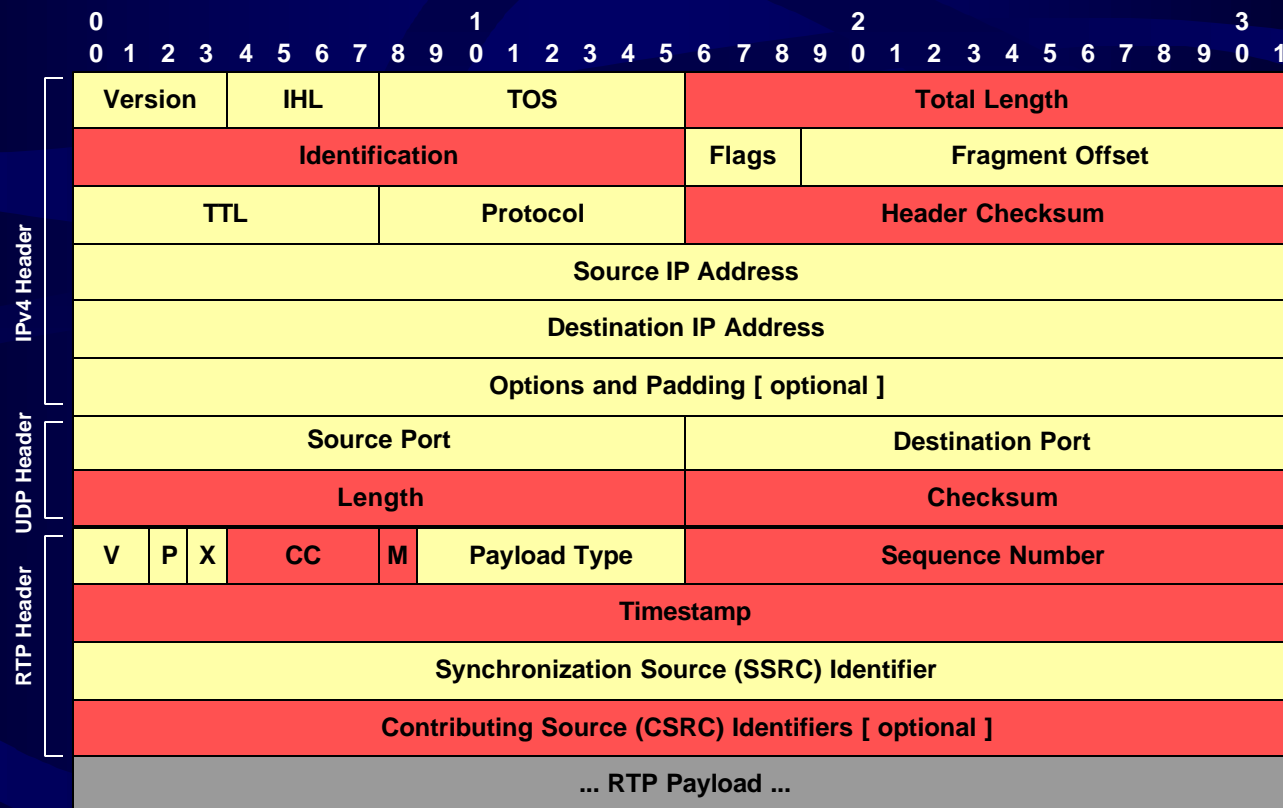 0 1 2 3
0 1 2 3 4 5 6 7 8 9 0 1 2 3 4 5 6 7 8 9 0 1 2 3 4 5 6 7 8 9 0 1
IPv4 Header
Version IHL TOS Total Length
Identification Flags Fragment Offset
TTL Protocol Header Checksum
Source IP Address
Destination IP Address
Options and Padding [ optional ]
UDP Header
Source Port Destination Port
Length Checksum
RTP Header
V P X CC M Payload Type Sequence Number
Timestamp
Synchronization Source (SSRC) Identifier
Contributing Source (CSRC) Identifiers [ optional ]
... RTP Payload ...